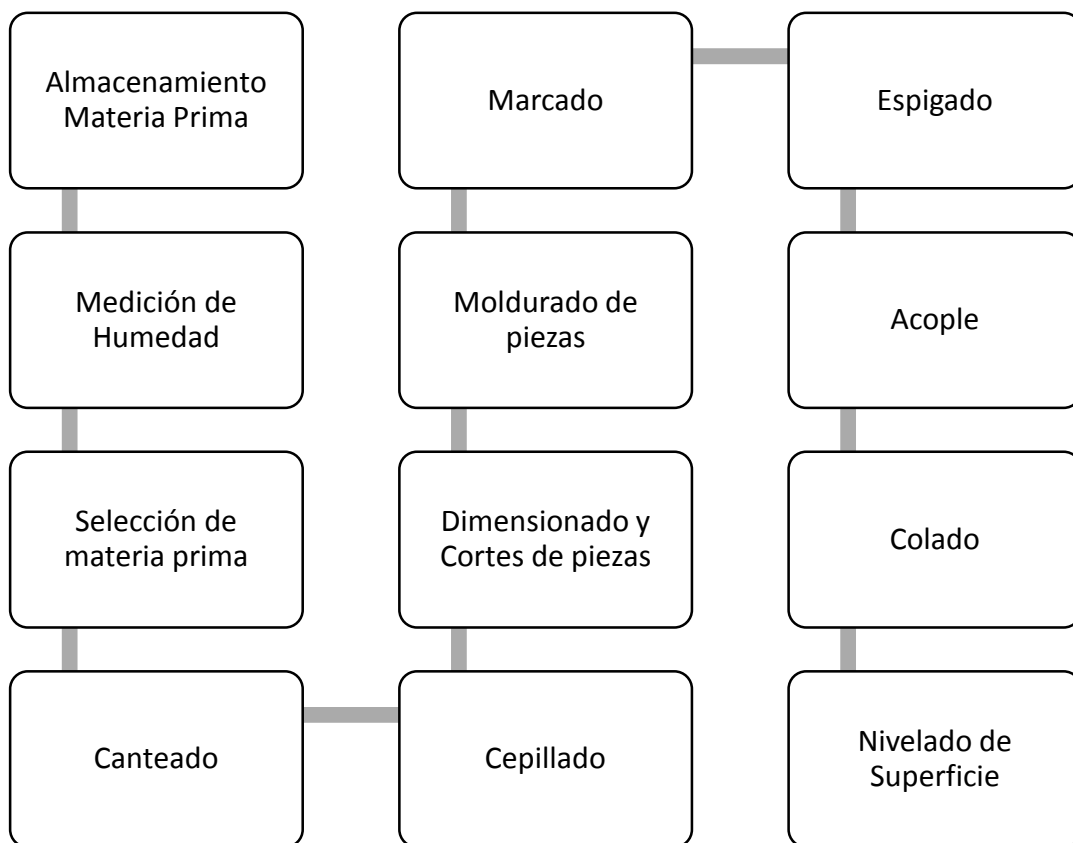 Almacenamiento
Materia Prima
Medición de
Humedad
Selección de
materia prima
Canteado
Cepillado
Dimensionado y
Cortes de piezas
Moldurado de
piezas
Marcado
Espigado
Acople
Colado
Nivelado de
Superficie